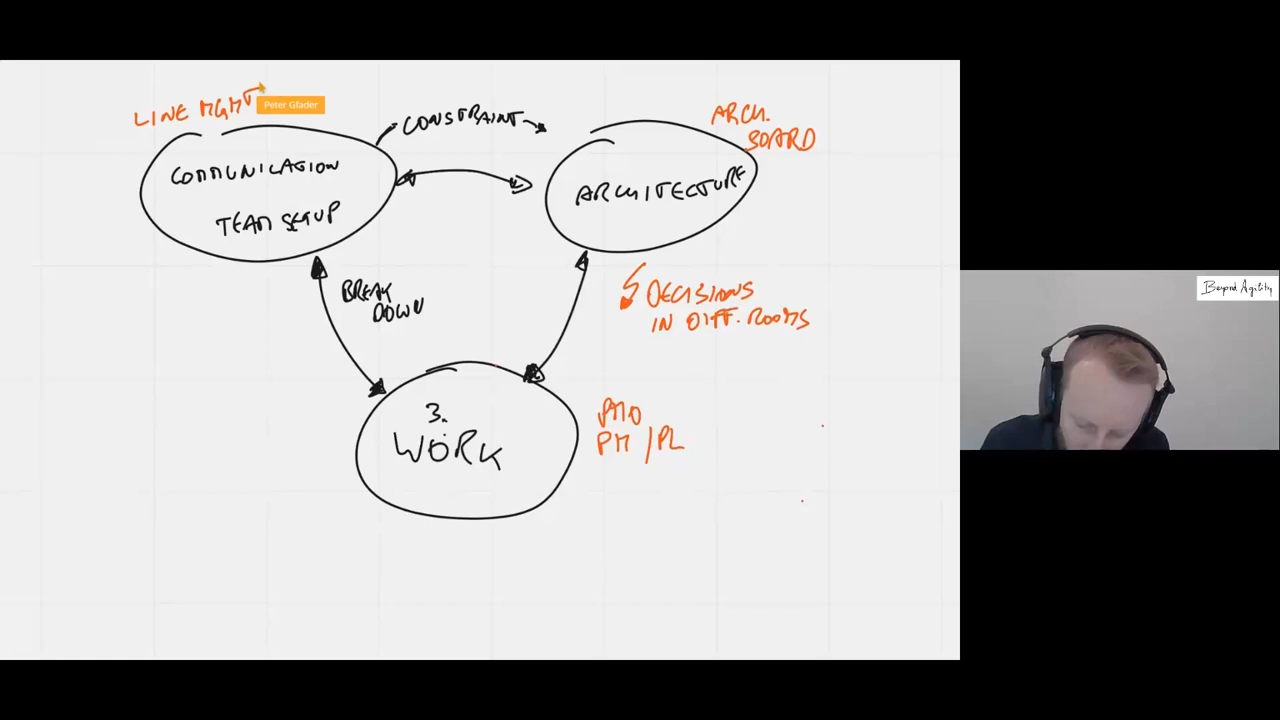 LINE MGMT
Peter Gfader
CONSTRAINT
ARCH.
BOARD
COMMUNICATION
TEAM SETUP
ARCHITECTURE
BREAK
DOWN
DECISIONS
IN DIFF. ROOMS
3.
WORK
PMO
PM / PL
Beyond Agility